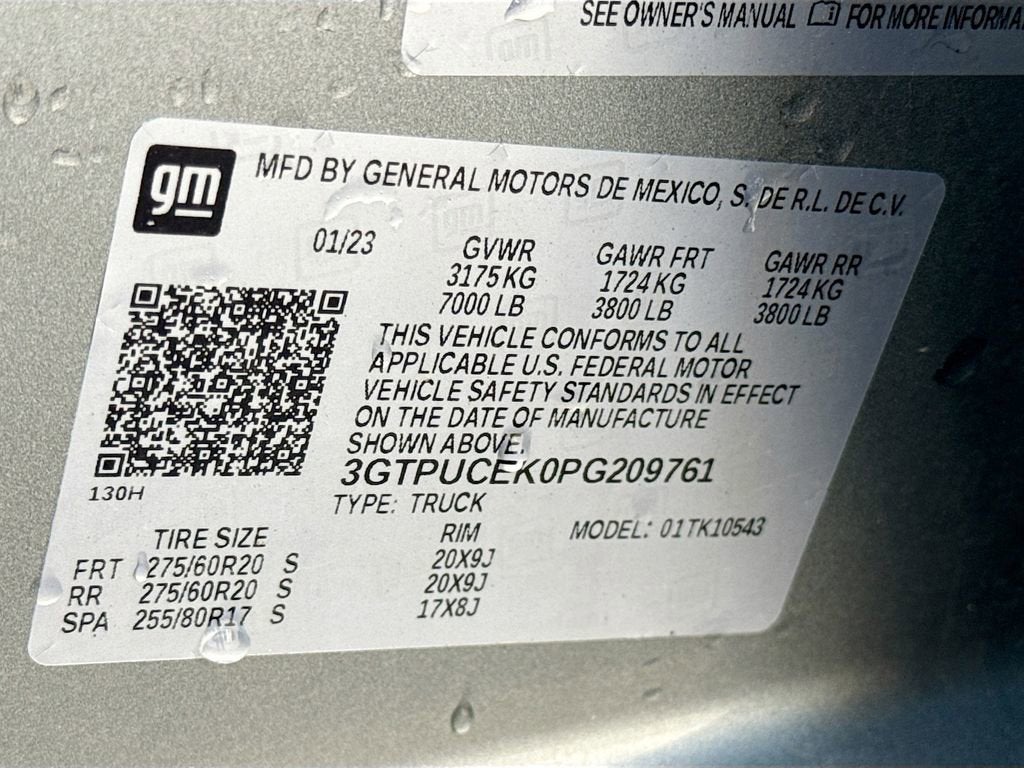 SEE OWNER'S MANUAL FOR MORE
gm
MFD BY GENERAL MOTORS DE MEXICO, S. DE R.L. DE C.V.
01/23 GVWR GAWR FRT GAWR RR
3175 KG 1724 KG 1724 KG
7000 LB 3800 LB 3800 LB
THIS VEHICLE CONFORMS TO ALL
APPLICABLE U.S. FEDERAL MOTOR
VEHICLE SAFETY STANDARDS IN EFFECT
ON THE DATE OF MANUFACTURE
SHOWN ABOVE.
3GTPUCEK0PG209761
130H
TYPE: TRUCK
TIRE SIZE RIM MODEL: 01TK10543
FRT 275/60R20 S 20X9J
RR 275/60R20 S 20X9J
SPA 255/80R17 S 17X8J